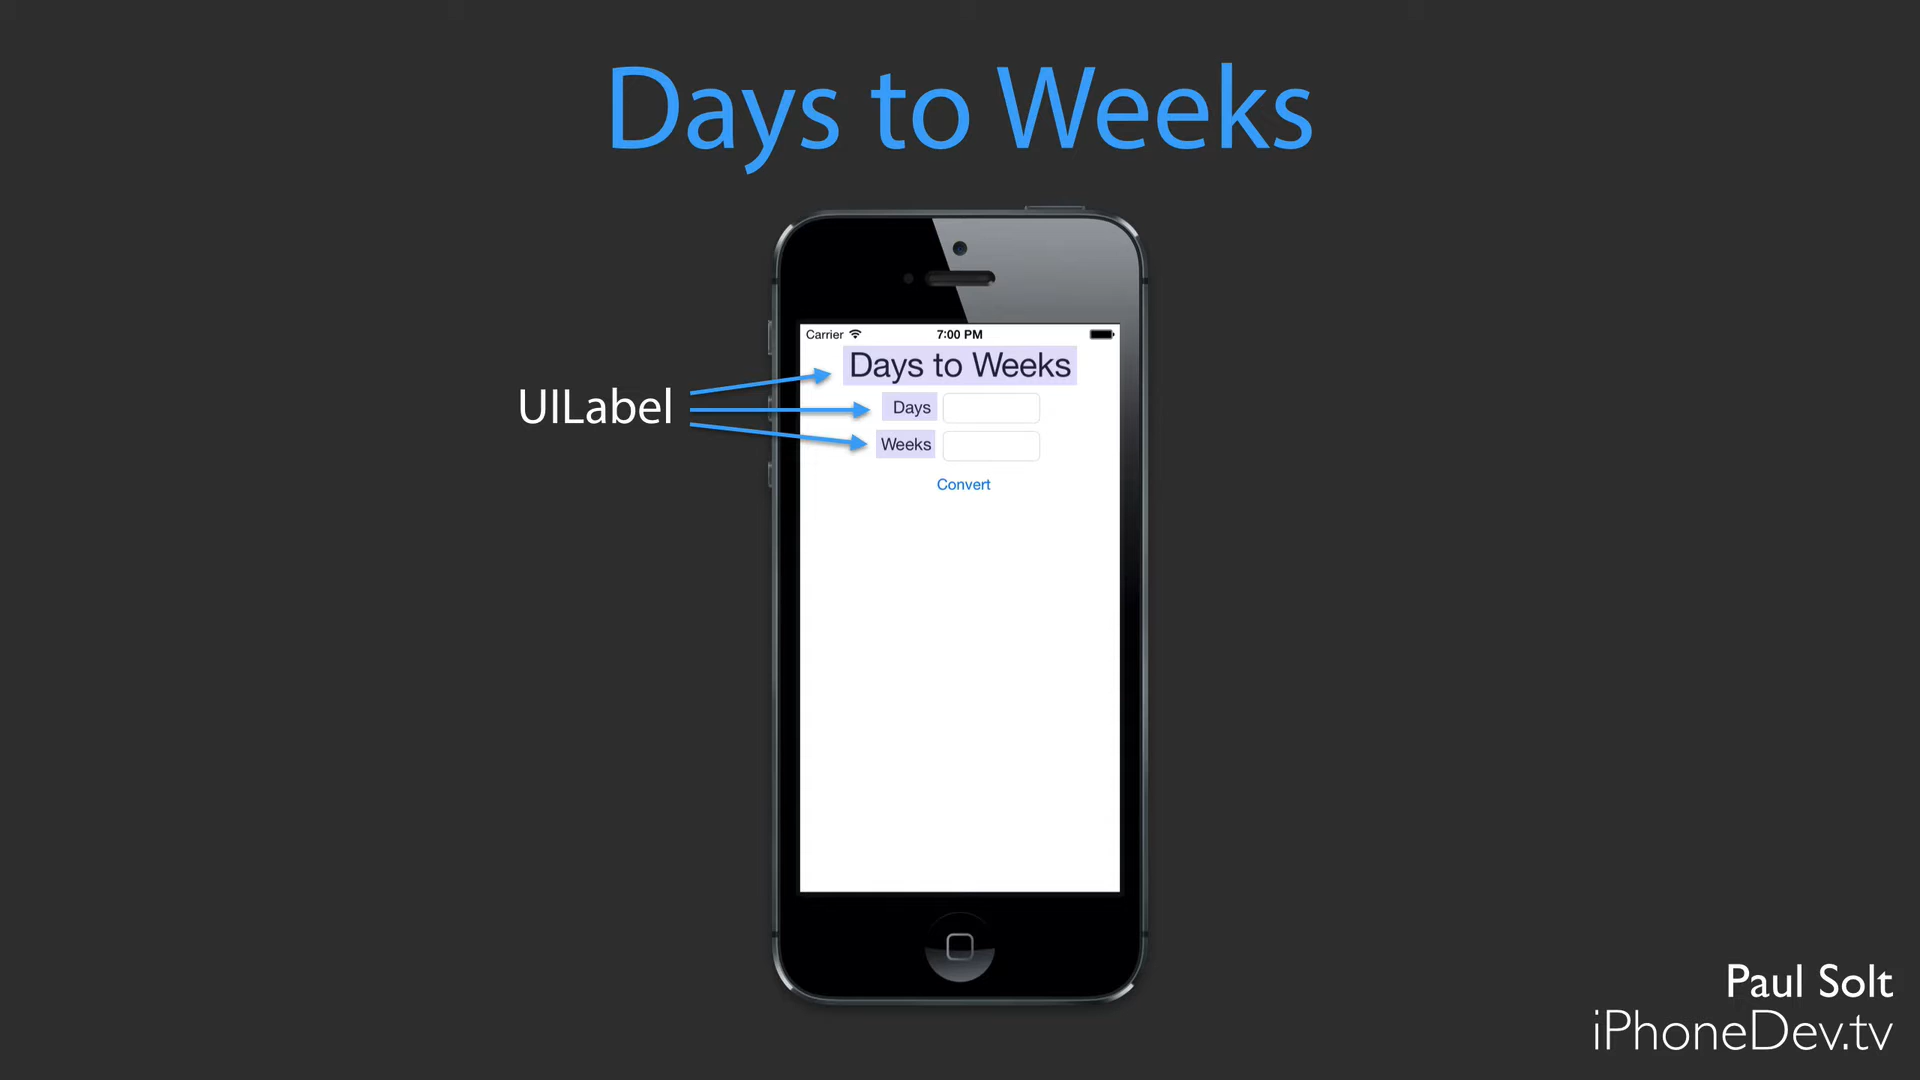 Days to Weeks
Carrier 7:00 PM
Days to Weeks
UILabel
Days
Weeks
Convert
Paul Solt
iPhoneDev.tv